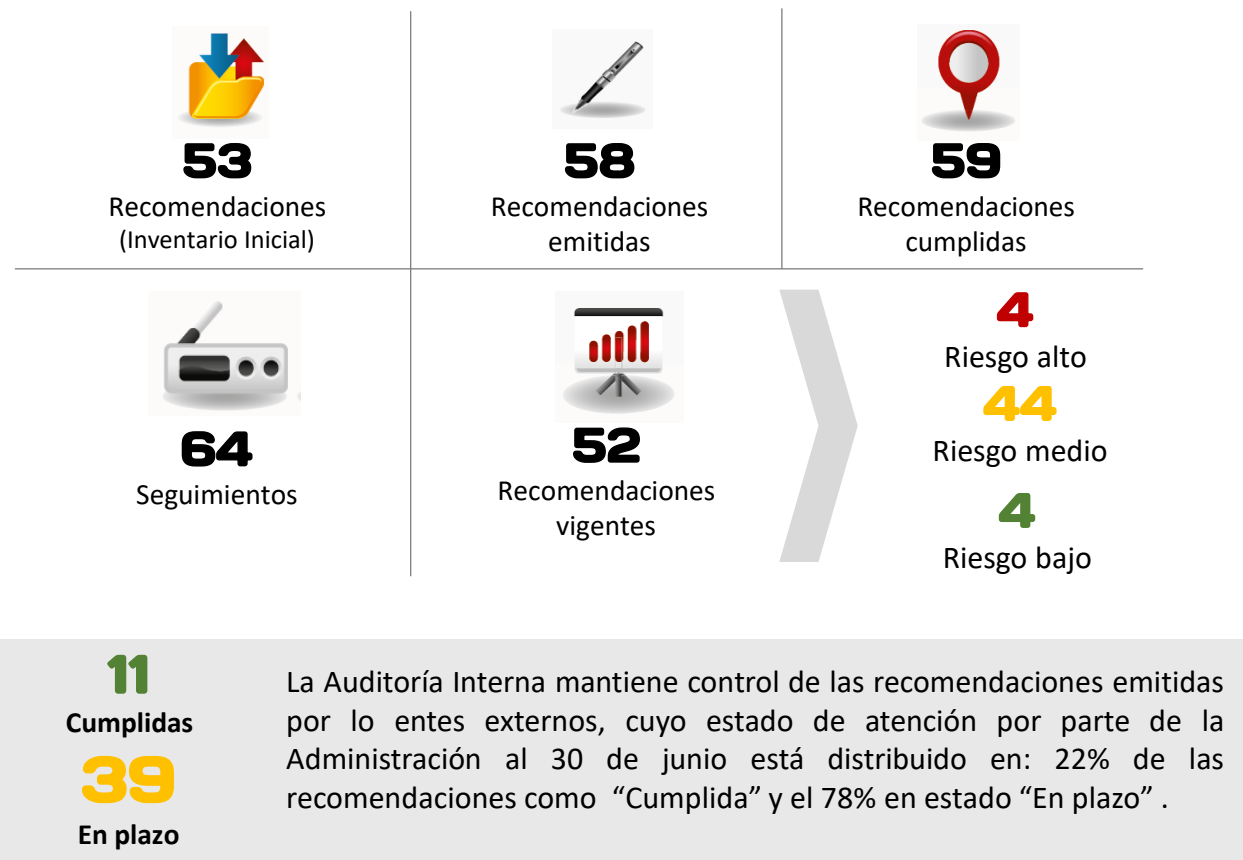 53
Recomendaciones
(Inventario Inicial)
58
Recomendaciones
emitidas
59
Recomendaciones
cumplidas
64
Seguimientos
52
Recomendaciones
vigentes
4
Riesgo alto
44
Riesgo medio
4
Riesgo bajo
11
Cumplidas
39
En plazo
La Auditoría Interna mantiene control de las recomendaciones emitidas
por lo entes externos, cuyo estado de atención por parte de la
Administración al 30 de junio está distribuido en: 22% de las
recomendaciones como “Cumplida” y el 78% en estado “En plazo” .